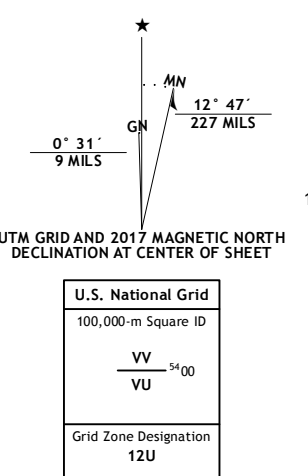 ★
MN
12° 47´
227 MILS
GN
0° 31´
9 MILS
UTM GRID AND 2017 MAGNETIC NORTH
DECLINATION AT CENTER OF SHEET
U.S. National Grid
100,000-m Square ID
VV
5400
VU
Grid Zone Designation
12U